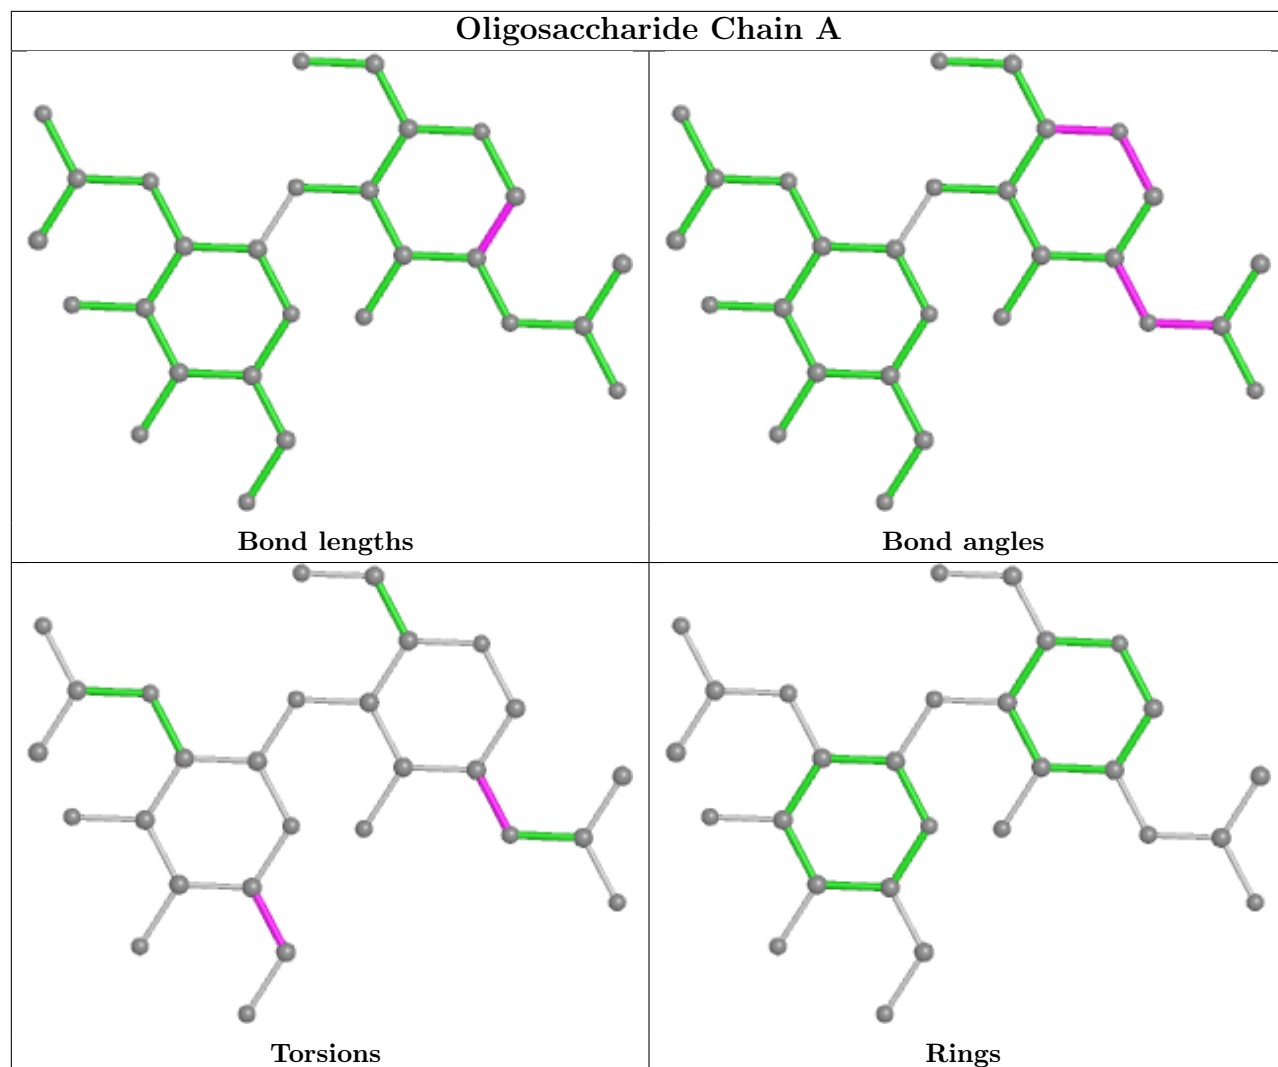 Oligosaccharide Chain A
Bond lengths
Bond angles
Torsions
Rings